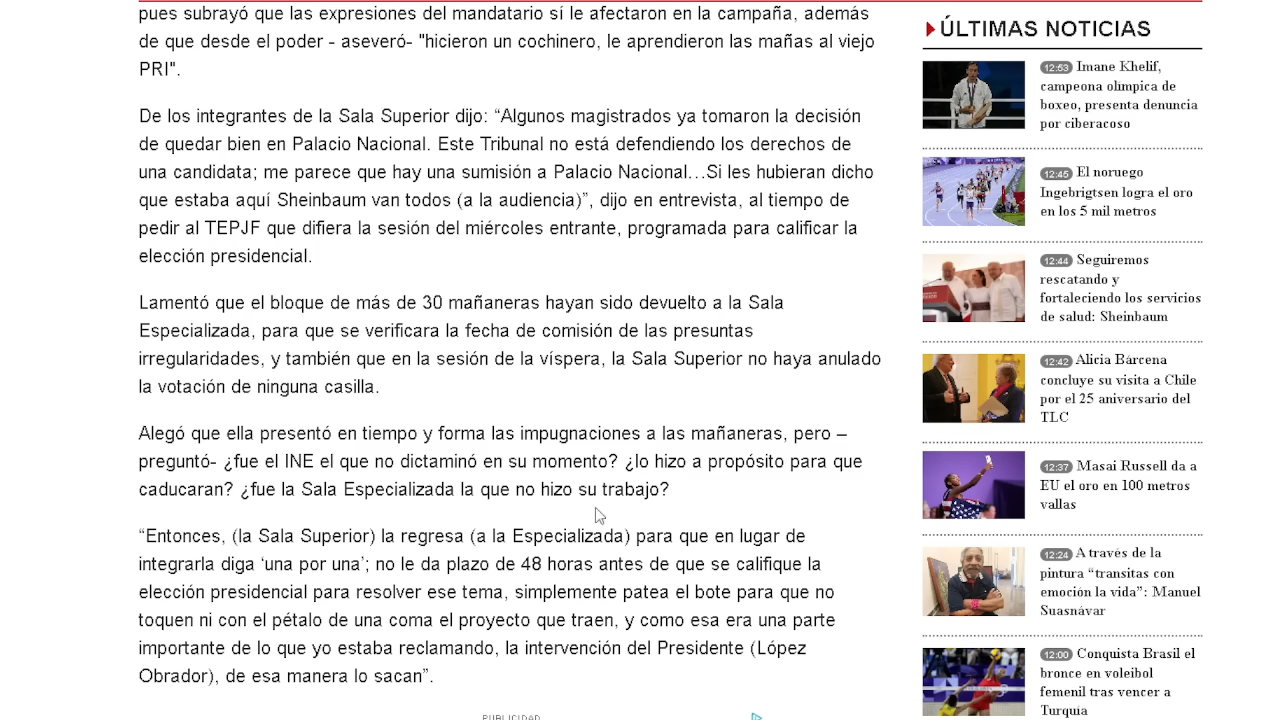 pues subrayó que las expresiones del mandatario sí le afectaron en la campaña, además
de que desde el poder - aseveró- "hicieron un cochinero, le aprendieron las mañas al viejo
PRI".
De los integrantes de la Sala Superior dijo: “Algunos magistrados ya tomaron la decisión
de quedar bien en Palacio Nacional. Este Tribunal no está defendiendo los derechos de
una candidata; me parece que hay una sumisión a Palacio Nacional…Si les hubieran dicho
que estaba aquí Sheinbaum van todos (a la audiencia)”, dijo en entrevista, al tiempo de
pedir al TEPJF que difiera la sesión del miércoles entrante, programada para calificar la
elección presidencial.
Lamentó que el bloque de más de 30 mañaneras hayan sido devuelto a la Sala
Especializada, para que se verificara la fecha de comisión de las presuntas
irregularidades, y también que en la sesión de la víspera, la Sala Superior no haya anulado
la votación de ninguna casilla.
Alegó que ella presentó en tiempo y forma las impugnaciones a las mañaneras, pero –
preguntó- ¿fue el INE el que no dictaminó en su momento? ¿lo hizo a propósito para que
caducaran? ¿fue la Sala Especializada la que no hizo su trabajo?
“Entonces, (la Sala Superior) la regresa (a la Especializada) para que en lugar de
integrarla diga ‘una por una’; no le da plazo de 48 horas antes de que se califique la
elección presidencial para resolver ese tema, simplemente patea el bote para que no
toquen ni con el pétalo de una coma el proyecto que traen, y como esa era una parte
importante de lo que yo estaba reclamando, la intervención del Presidente (López
Obrador), de esa manera lo sacan”.
PUBLICIDAD
ÚLTIMAS NOTICIAS
12:53 Imane Khelif,
campeona olímpica de
boxeo, presenta denuncia
por ciberacoso
12:45 El noruego
Ingebrigtsen logra el oro
en los 5 mil metros
12:44 Seguiremos
rescatando y
fortaleciendo los servicios
de salud: Sheinbaum
12:42 Alicia Bárcena
concluye su visita a Chile
por el 25 aniversario del
TLC
12:37 Masai Russell da a
EU el oro en 100 metros
vallas
12:24 A través de la
pintura “transitas con
emoción la vida”: Manuel
Suasnávar
12:00 Conquista Brasil el
bronce en voleibol
femenil tras vencer a
Turquía